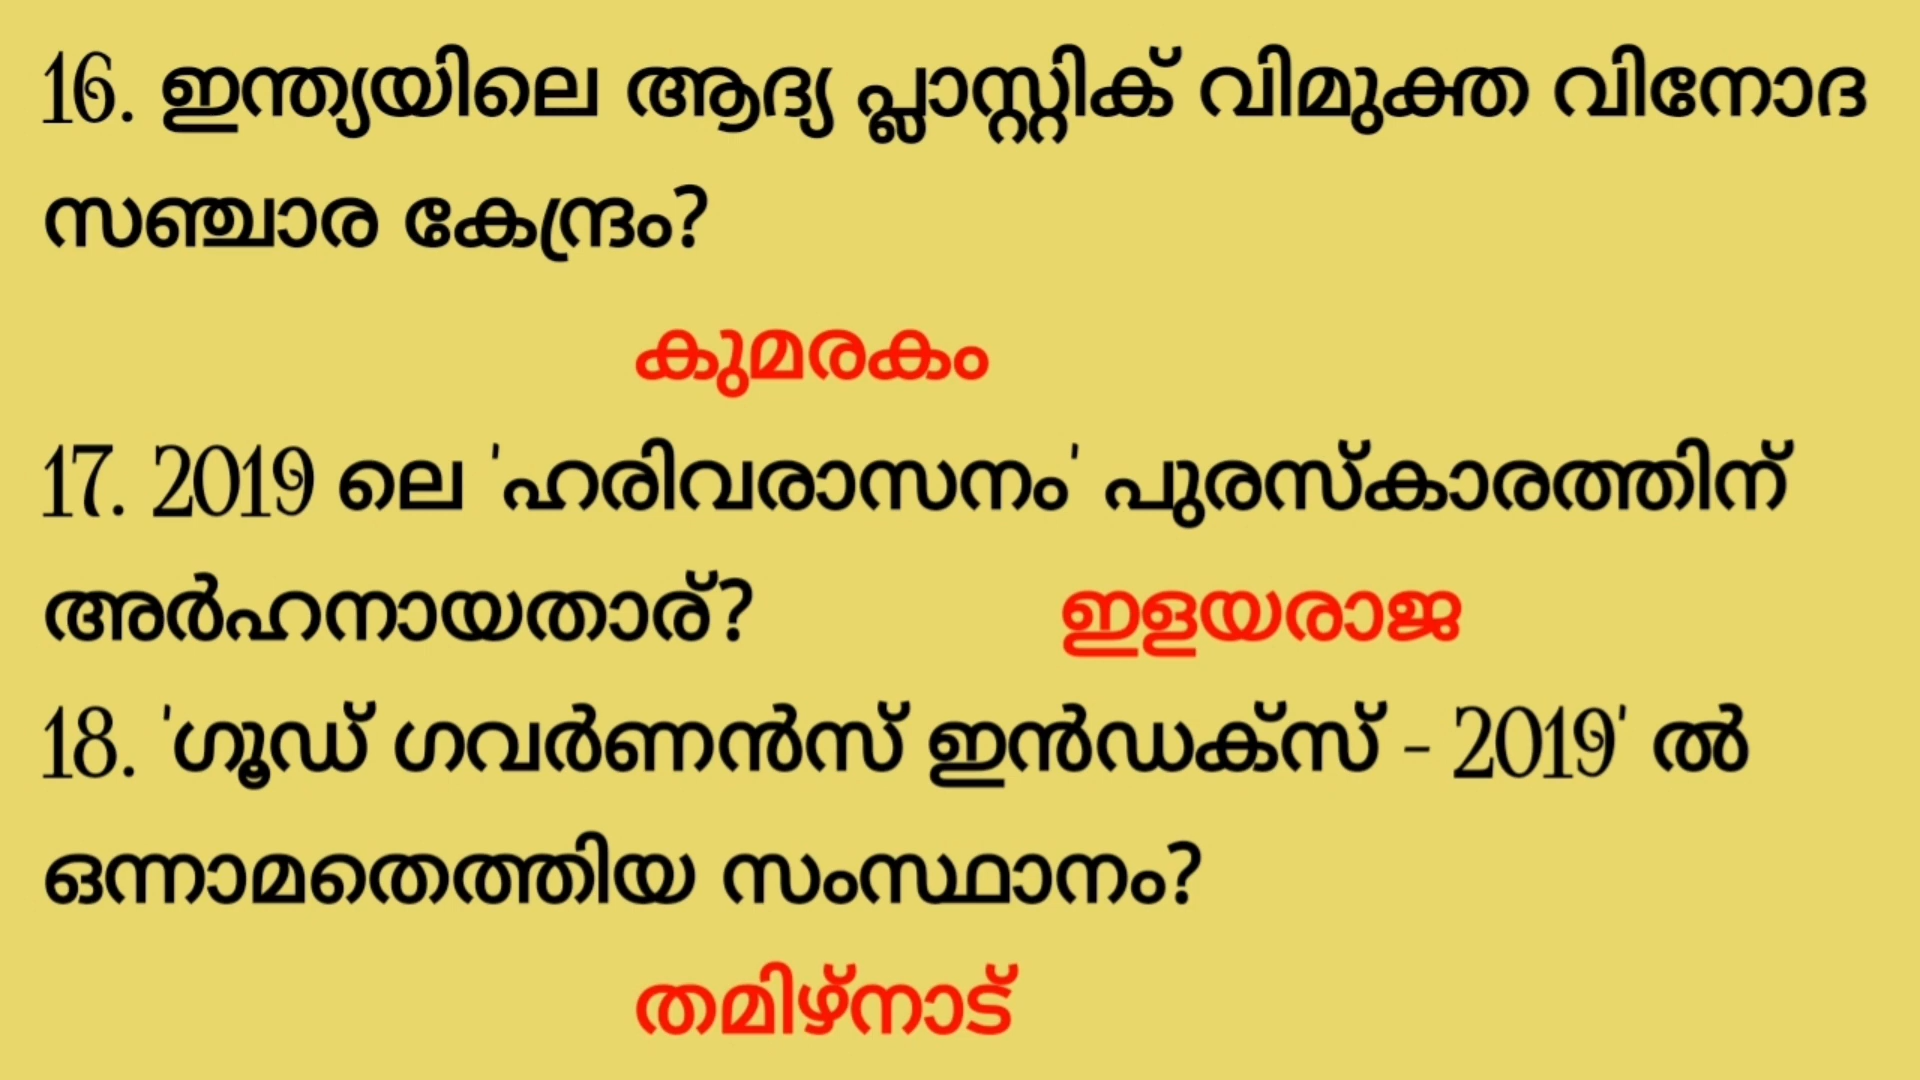 16. ഇന്ത്യയിലെ ആദ്യ പ്ലാസ്റ്റിക് വിമുക്ത വിനോദ
സഞ്ചാര കേന്ദ്രം?
കുമരകം
17. 2019 ലെ 'ഹരിവരാസനം' പുരസ്കാരത്തിന്
അർഹനായതാര്? ഇളയരാജ
18. 'ഗൂഡ് ഗവർണൻസ് ഇൻഡക്സ് - 2019' ൽ
ഒന്നാമതെത്തിയ സംസ്ഥാനം?
തമിഴ്നാട്